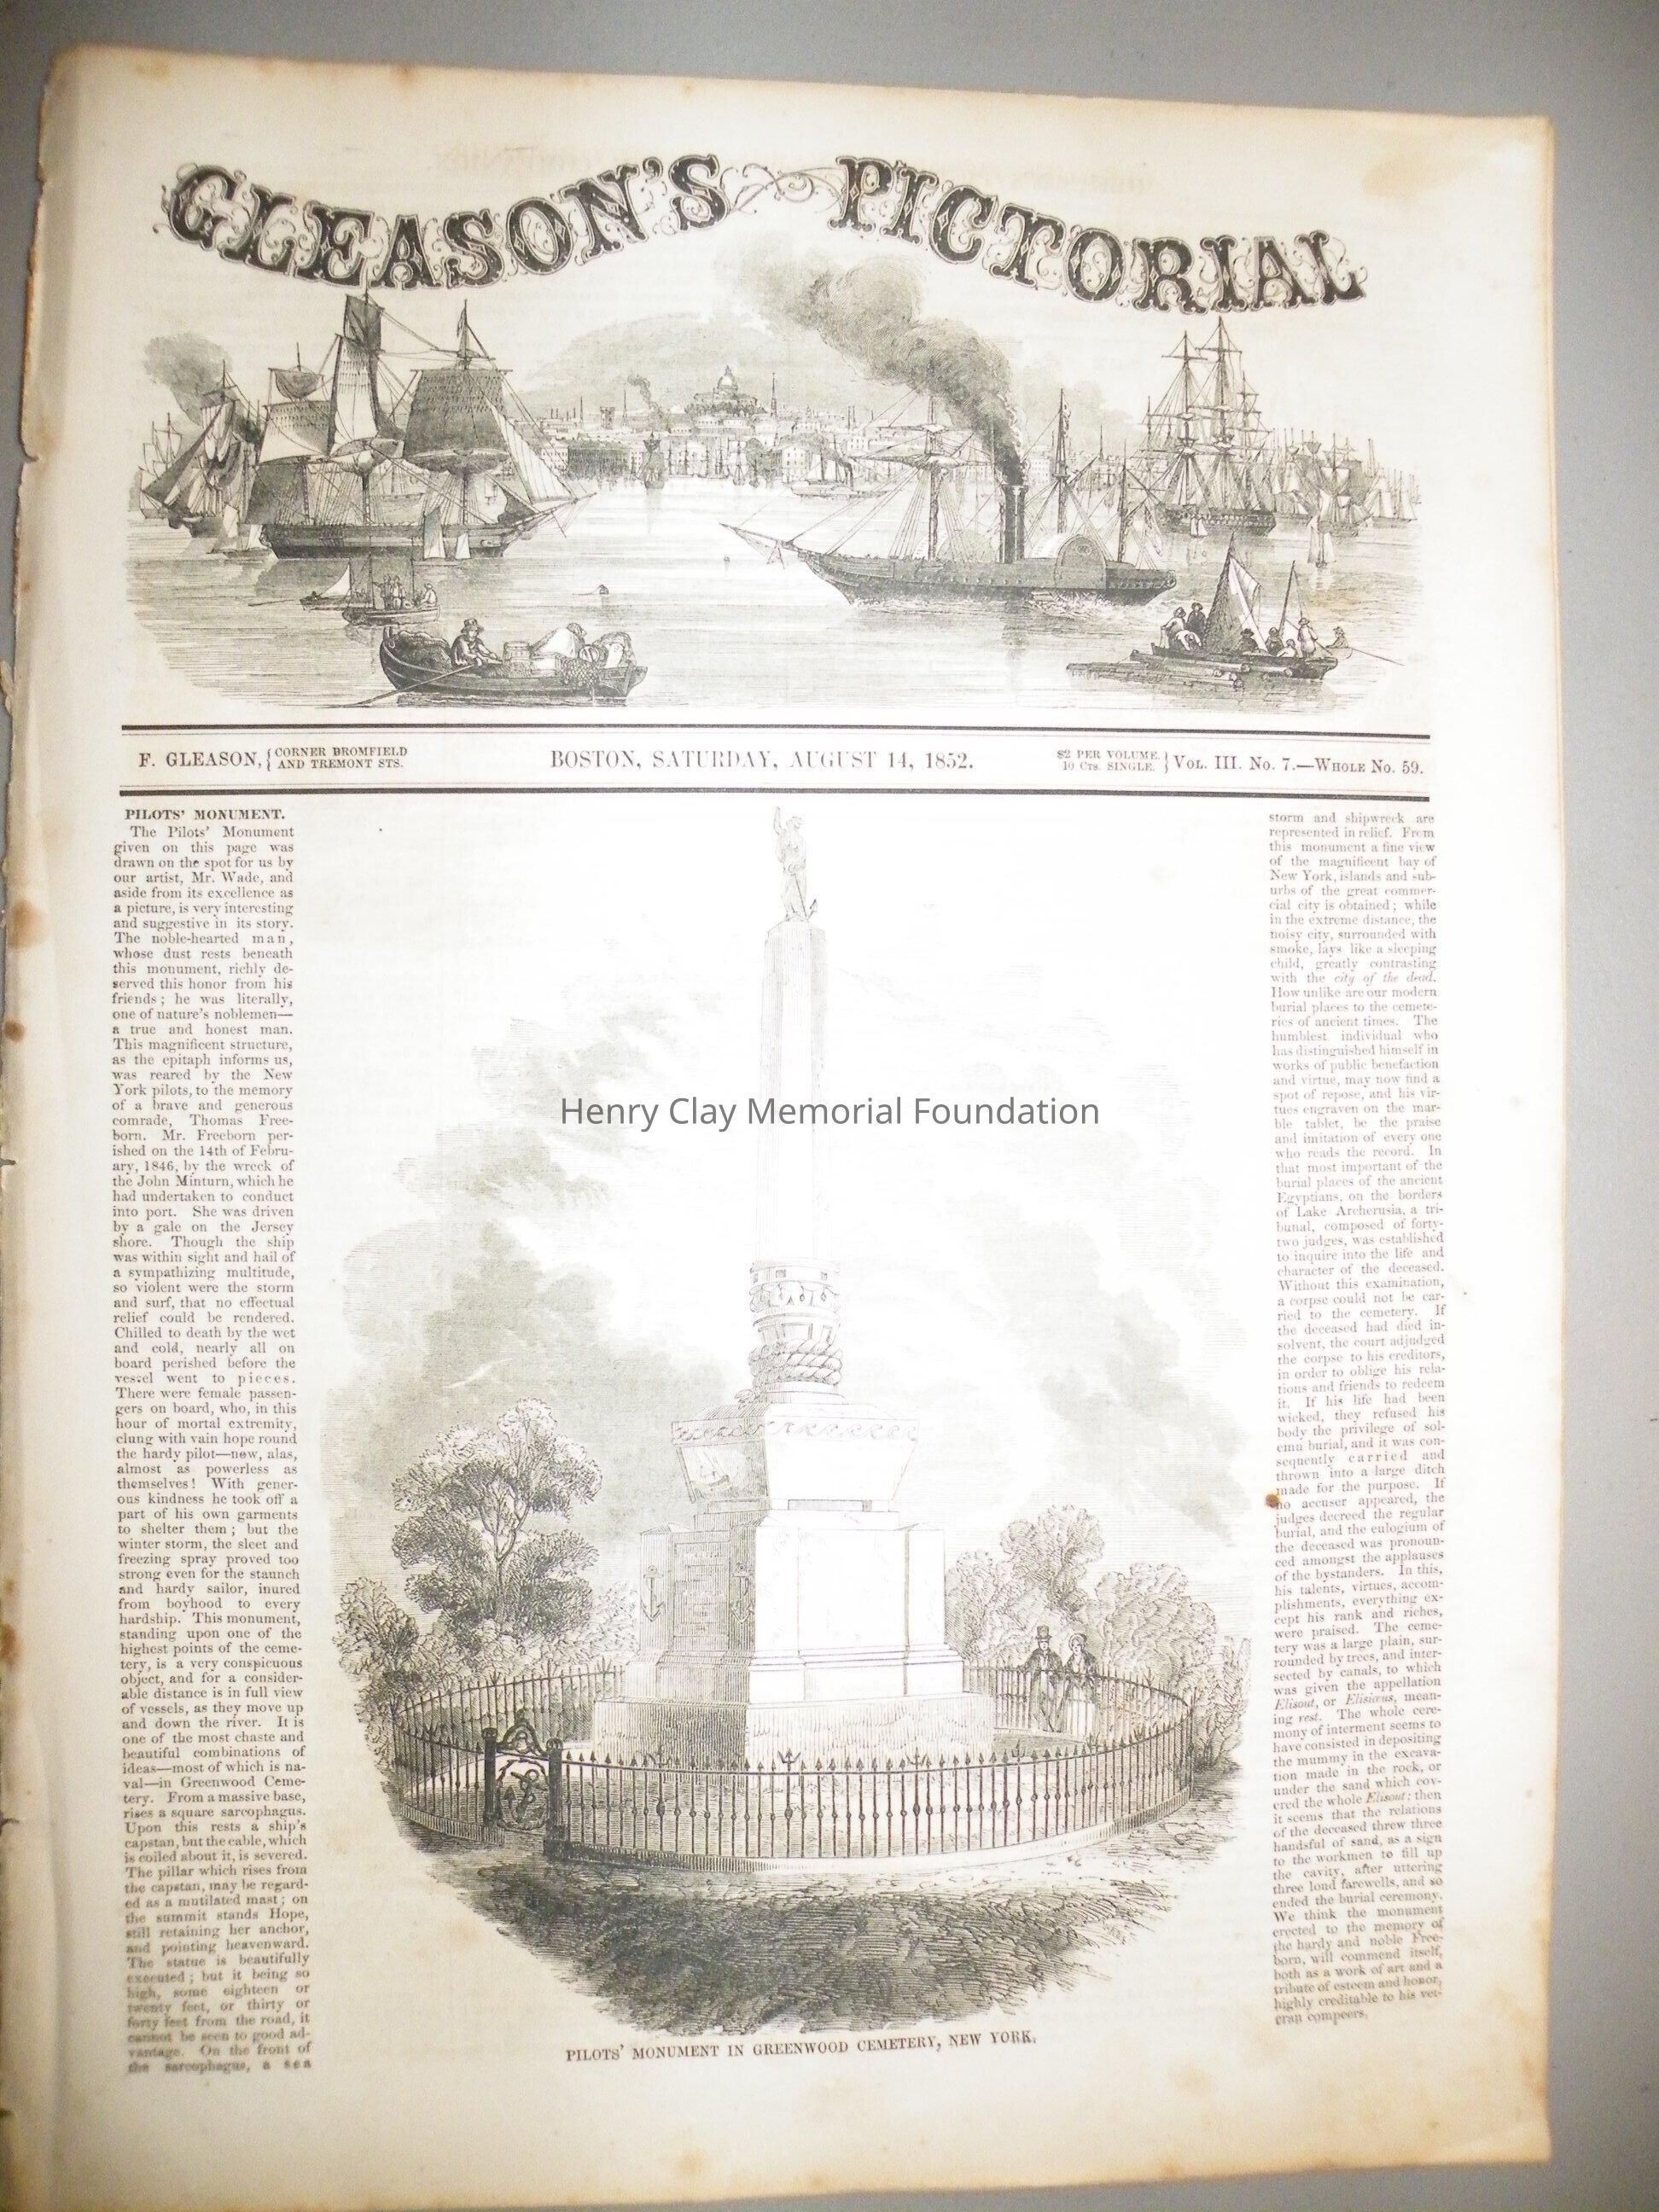 GLEASON'S PICTORIAL
F. GLEASON, { CORNER BROMFIELD
AND TREMONT STS.
BOSTON, SATURDAY, AUGUST 14, 1852.
$2 PER VOLUME.
10 CTS. SINGLE. } VOL. III. No. 7.—WHOLE No. 59.
PILOTS' MONUMENT.
The Pilots' Monument
given on this page was
drawn on the spot for us by
our artist, Mr. Wade, and
aside from its excellence as
a picture, is very interesting
and suggestive in its story.
The noble-hearted man,
whose dust rests beneath
this monument, richly de-
served this honor from his
friends; he was literally,
one of nature's noblemen—
a true and honest man.
This magnificent structure,
as the epitaph informs us,
was reared by the New
York pilots, to the memory
of a brave and generous
comrade, Thomas Free-
born. Mr. Freeborn per-
ished on the 14th of Febru-
ary, 1846, by the wreck of
the John Minturn, which he
had undertaken to conduct
into port. She was driven
by a gale on the Jersey
shore. Though the ship
was within sight and hail of
a sympathizing multitude,
so violent were the storm
and surf, that no effectual
relief could be rendered.
Chilled to death by the wet
and cold, nearly all on
board perished before the
vessel went to pieces.
There were female passen-
gers on board, who, in this
hour of mortal extremity,
clung with vain hope round
the hardy pilot—now, alas,
almost as powerless as
themselves! With gener-
ous kindness he took off a
part of his own garments
to shelter them; but the
winter storm, the sleet and
freezing spray proved too
strong even for the staunch
and hardy sailor, inured
from boyhood to every
hardship. This monument,
standing upon one of the
highest points of the ceme-
tery, is a very conspicuous
object, and for a consider-
able distance is in full view
of vessels, as they move up
and down the river. It is
one of the most chaste and
beautiful combinations of
ideas—most of which is na-
val—in Greenwood Ceme-
tery. From a massive base,
rises a square sarcophagus.
Upon this rests a ship's
capstan, but the cable, which
is coiled about it, is severed.
The pillar which rises from
the capstan, may be regard-
ed as a mutilated mast; on
the summit stands Hope,
still retaining her anchor,
and pointing heavenward.
The statue is beautifully
executed; but it being so
high, some eighteen or
twenty feet, or thirty or
forty feet from the road, it
cannot be seen to good ad-
vantage. On the front of
the sarcophagus, a sea
Henry Clay Memorial Foundation
PILOTS' MONUMENT IN GREENWOOD CEMETERY, NEW YORK.
storm and shipwreck are
represented in relief. From
this monument a fine view
of the magnificent bay of
New York, islands and sub-
urbs of the great commer-
cial city is obtained; while
in the extreme distance, the
noisy city, surrounded with
smoke, lays like a sleeping
child, greatly contrasting
with the city of the dead.
How unlike are our modern
burial places to the cemete-
ries of ancient times. The
humblest individual who
has distinguished himself in
works of public benefaction
and virtue, may now find a
spot of repose, and his vir-
tues engraven on the mar-
ble tablet, be the praise
and imitation of every one
who reads the record. In
that most important of the
burial places of the ancient
Egyptians, on the borders
of Lake Archerusia, a tri-
bunal, composed of forty-
two judges, was established
to inquire into the life and
character of the deceased.
Without this examination,
a corpse could not be car-
ried to the cemetery. If
the deceased had died in-
solvent, the court adjudged
the corpse to his creditors,
in order to oblige his rela-
tions and friends to redeem
it. If his life had been
wicked, they refused his
body the privilege of sol-
emn burial, and it was con-
sequently carried and
thrown into a large ditch
made for the purpose. If
no accuser appeared, the
judges decreed the regular
burial, and the eulogium of
the deceased was pronoun-
ced amongst the applauses
of the bystanders. In this,
his talents, virtues, accom-
plishments, everything ex-
cept his rank and riches,
were praised. The ceme-
tery was a large plain, sur-
rounded by trees, and inter-
sected by canals, to which
was given the appellation
Elisout, or Elisiæus, mean-
ing rest. The whole cere-
mony of interment seems to
have consisted in depositing
the mummy in the excava-
tion made in the rock, or
under the sand which cov-
ered the whole Elisout; then
it seems that the relations
of the deceased threw three
handsful of sand, as a sign
to the workmen to fill up
the cavity, after uttering
three loud farewells, and so
ended the burial ceremony.
We think the monument
erected to the memory of
the hardy and noble Free-
born, will commend itself,
both as a work of art and a
tribute of esteem and honor,
highly creditable to his vet-
eran compeers.